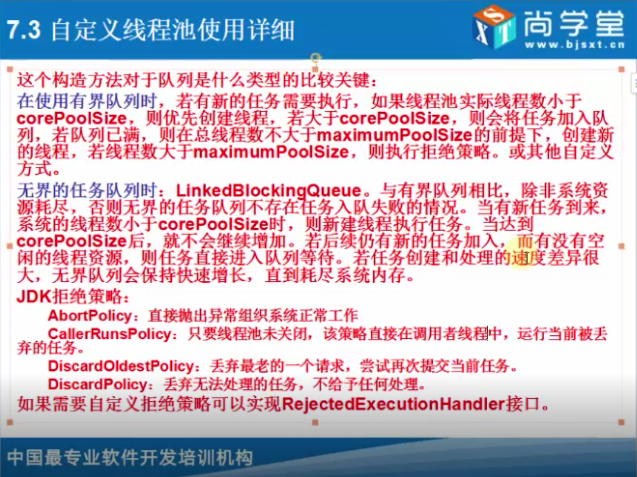 7.3 自定义线程池使用详细
SXT
尚学堂
www.bjsxt.cn
这个构造方法对于队列是什么类型的比较关键：
在使用有界队列时，若有新的任务需要执行，如果线程池实际线程数小于
corePoolSize，则优先创建线程，若大于corePoolSize，则会将任务加入队
列，若队列已满，则在总线程数不大于maximumPoolSize的前提下，创建新
的线程，若线程数大于maximumPoolSize，则执行拒绝策略。或其他自定义
方式。
无界的任务队列时：LinkedBlockingQueue。与有界队列相比，除非系统资
源耗尽，否则无界的任务队列不存在任务入队失败的情况。当有新任务到来，
系统的线程数小于corePoolSize时，则新建线程执行任务。当达到
corePoolSize后，就不会继续增加。若后续仍有新的任务加入，而有没有空
闲的线程资源，则任务直接进入队列等待。若任务创建和处理的速度差异很
大，无界队列会保持快速增长，直到耗尽系统内存。
JDK拒绝策略：
AbortPolicy：直接抛出异常组织系统正常工作
CallerRunsPolicy：只要线程池未关闭，该策略直接在调用者线程中，运行当前被丢
弃的任务。
DiscardOldestPolicy：丢弃最老的一个请求，尝试再次提交当前任务。
DiscardPolicy：丢弃无法处理的任务，不给予任何处理。
如果需要自定义拒绝策略可以实现RejectedExecutionHandler接口。
中国最专业软件开发培训机构